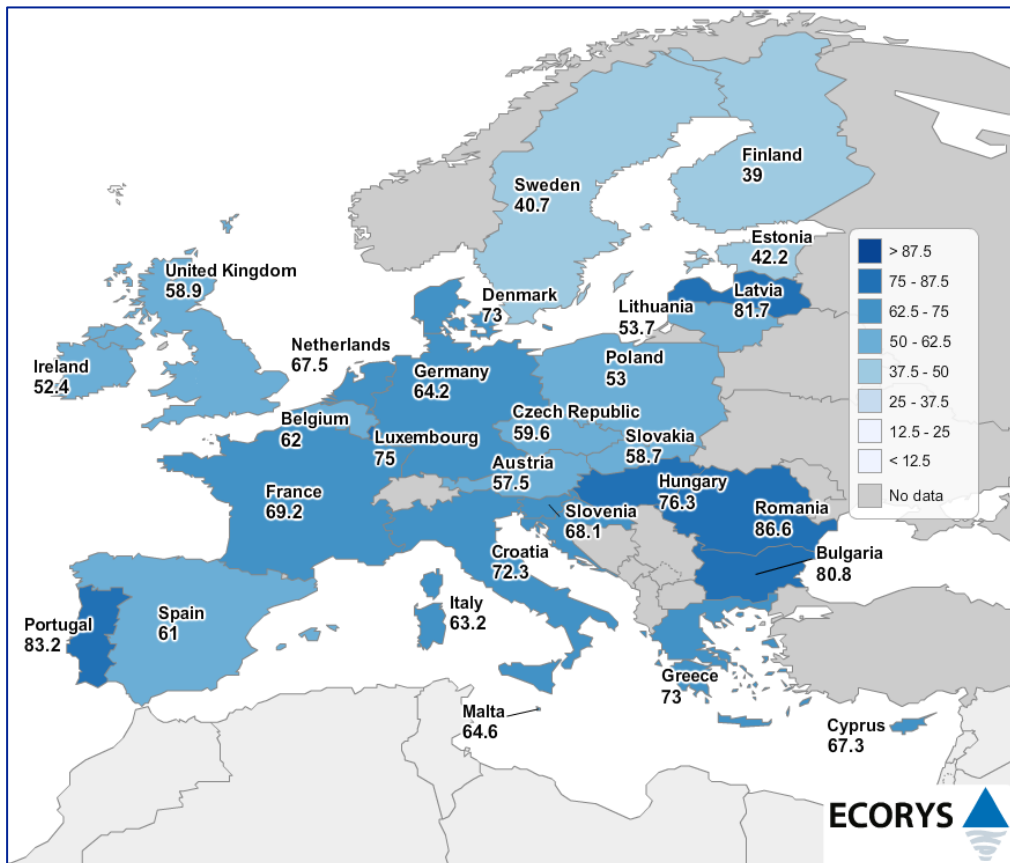 Finland
39
Sweden
40.7
Estonia
42.2
United Kingdom
58.9
Denmark
73
Lithuania
53.7
Latvia
81.7
Netherlands
67.5
Ireland
52.4
Germany
64.2
Poland
53
Belgium
62
Czech Republic
59.6
Luxembourg
75
Slovakia
58.7
Austria
57.5
France
69.2
Hungary
76.3
Romania
86.6
Slovenia
68.1
Croatia
72.3
Bulgaria
80.8
Italy
63.2
Spain
61
Portugal
83.2
Greece
73
Malta
64.6
Cyprus
67.3
> 87.5
75 - 87.5
62.5 - 75
50 - 62.5
37.5 - 50
25 - 37.5
12.5 - 25
< 12.5
No data
ECORYS